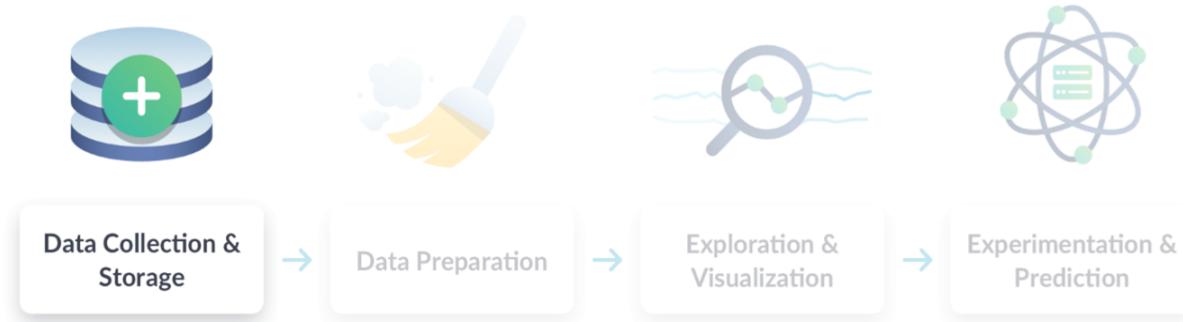 Data Collection &
Storage
Data Preparation
Exploration &
Visualization
Experimentation &
Prediction